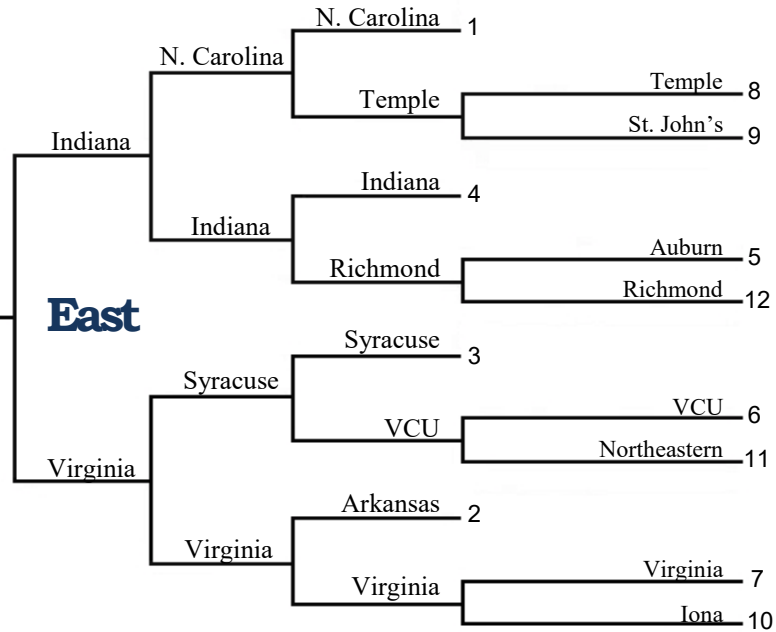 N. Carolina 1
N. Carolina
Temple 8
Temple
St. John's 9
Indiana
Indiana 4
Indiana
Auburn 5
Richmond
Richmond 12
East
Syracuse 3
Syracuse
VCU 6
VCU
Northeastern 11
Virginia
Arkansas 2
Virginia
Virginia 7
Virginia
Iona 10